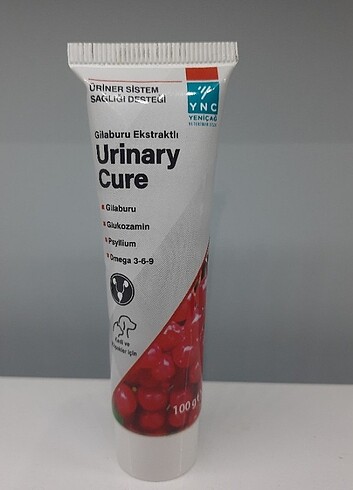 ÜRİNER SİSTEM
SAĞLIĞI DESTEĞİ
YNC
YENİÇAĞ
Gilaburu Ekstraktlı
Urinary
Cure
Gilaburu
Glukozamin
Psyllium
Omega 3-6-9
Kedi ve
Köpekler için
100 g